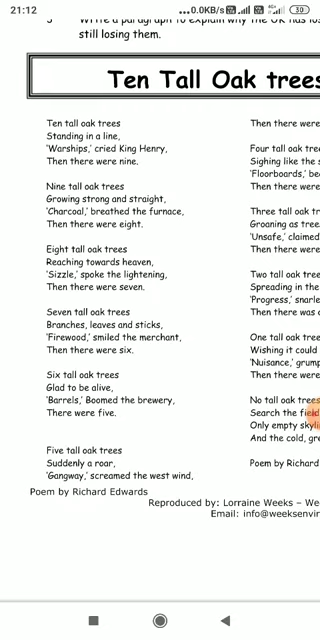 21:12
...0.0KB/s
4G+
30
3 Write a paragraph to explain why the UK has los
still losing them.
Ten Tall Oak trees
Ten tall oak trees
Standing in a line,
'Warships,' cried King Henry,
Then there were nine.
Nine tall oak trees
Growing strong and straight,
'Charcoal,' breathed the furnace,
Then there were eight.
Eight tall oak trees
Reaching towards heaven,
'Sizzle,' spoke the lightening,
Then there were seven.
Seven tall oak trees
Branches, leaves and sticks,
'Firewood,' smiled the merchant,
Then there were six.
Six tall oak trees
Glad to be alive,
'Barrels,' Boomed the brewery,
There were five.
Five tall oak trees
Suddenly a roar,
'Gangway,' screamed the west wind,
Then there were
Four tall oak tre
Sighing like the s
'Floorboards,' be
Then there were
Three tall oak tr
Groaning as tree
'Unsafe,' claimed
Then there were
Two tall oak tree
Spreading in the
'Progress,' snarle
Then there was o
One tall oak tree
Wishing it could
'Nuisance,' grump
Then there were
No tall oak trees
Search the field
Only empty skyli
And the cold, gre
Poem by Richard
Poem by Richard Edwards
Reproduced by: Lorraine Weeks – We
Email: info@weeksenvir